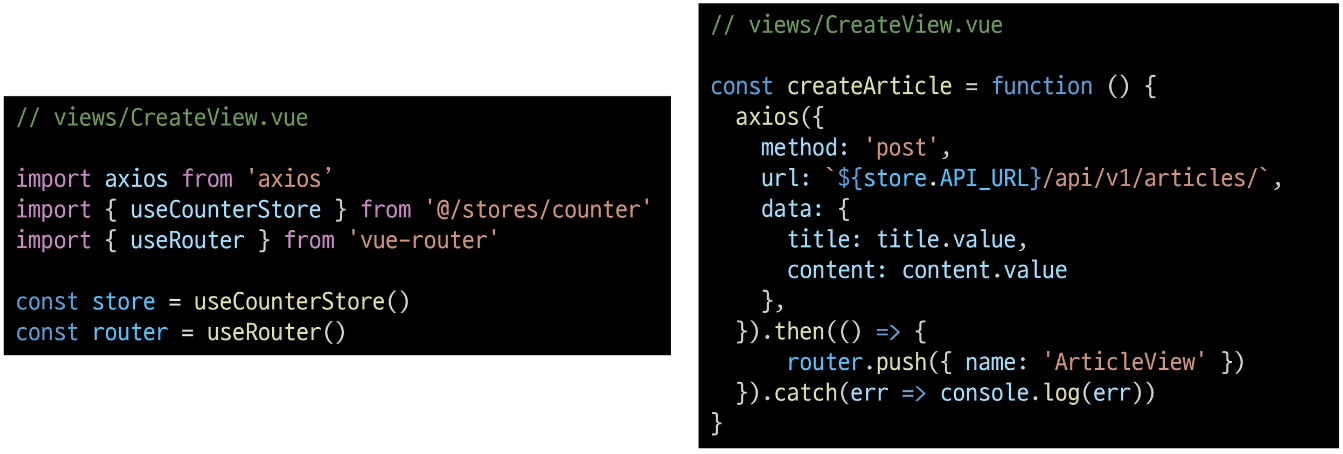 // views/CreateView.vue
import axios from 'axios’
import { useCounterStore } from '@/stores/counter'
import { useRouter } from 'vue-router'
const store = useCounterStore()
const router = useRouter()
// views/CreateView.vue
const createArticle = function () {
  axios({
    method: 'post',
    url: `${store.API_URL}/api/v1/articles/`,
    data: {
      title: title.value,
      content: content.value
    },
  }).then(() => {
      router.push({ name: 'ArticleView' })
  }).catch(err => console.log(err))
}